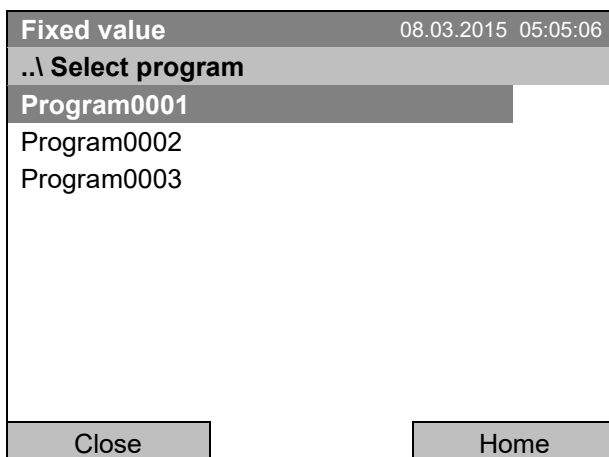 Fixed value 08.03.2015 05:05:06
..\ Select program
Program0001
Program0002
Program0003
Close Home